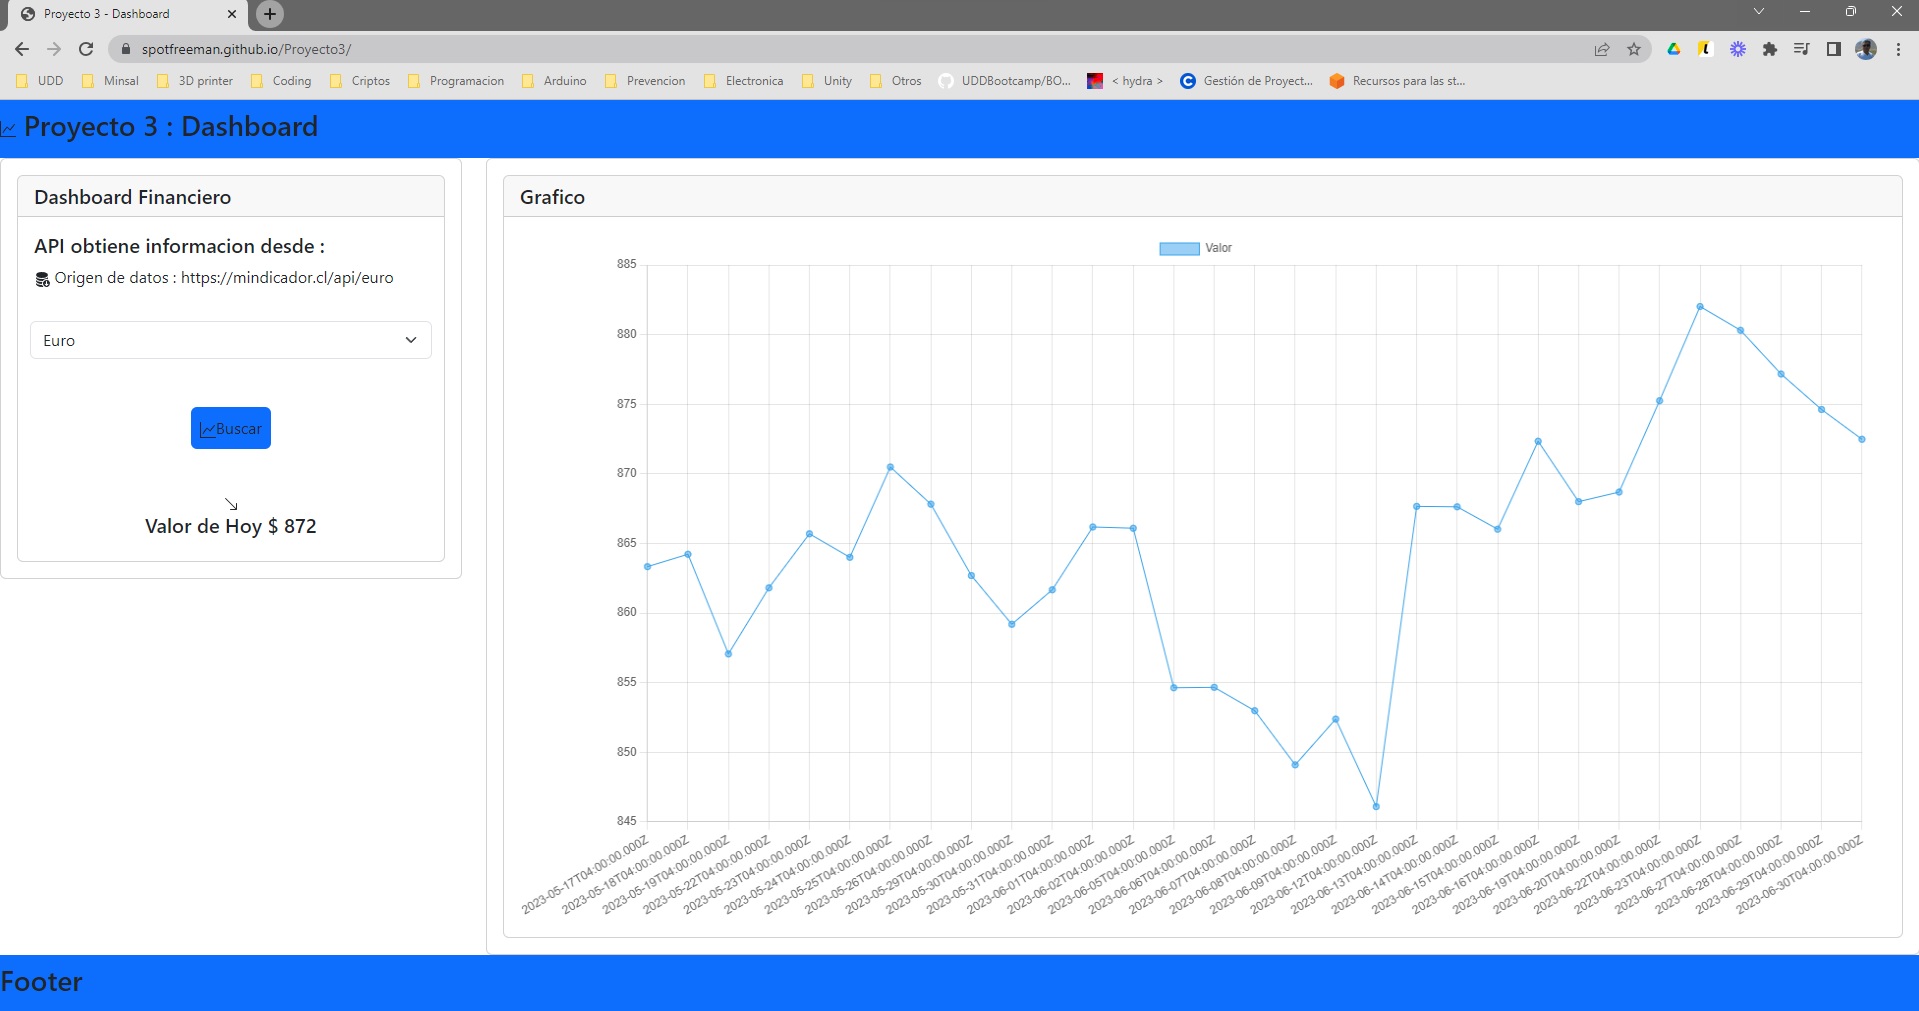 Proyecto 3 - Dashboard
spotfreeman.github.io/Proyecto3/
UDD Minsal 3D printer Coding Criptos Programacion Arduino Prevencion Electronica Unity Otros UDDBootcamp/BO... < hydra > Gestión de Proyect... Recursos para las st...
Proyecto 3 : Dashboard
Dashboard Financiero
API obtiene informacion desde :
Origen de datos : https://mindicador.cl/api/euro
Euro
Buscar
Valor de Hoy $ 872
Grafico
Valor
885
880
875
870
865
860
855
850
845
2023-05-17T04:00:00.000Z
2023-05-18T04:00:00.000Z
2023-05-19T04:00:00.000Z
2023-05-22T04:00:00.000Z
2023-05-23T04:00:00.000Z
2023-05-24T04:00:00.000Z
2023-05-25T04:00:00.000Z
2023-05-26T04:00:00.000Z
2023-05-29T04:00:00.000Z
2023-05-30T04:00:00.000Z
2023-05-31T04:00:00.000Z
2023-06-01T04:00:00.000Z
2023-06-02T04:00:00.000Z
2023-06-05T04:00:00.000Z
2023-06-06T04:00:00.000Z
2023-06-07T04:00:00.000Z
2023-06-08T04:00:00.000Z
2023-06-09T04:00:00.000Z
2023-06-12T04:00:00.000Z
2023-06-13T04:00:00.000Z
2023-06-14T04:00:00.000Z
2023-06-15T04:00:00.000Z
2023-06-16T04:00:00.000Z
2023-06-19T04:00:00.000Z
2023-06-20T04:00:00.000Z
2023-06-22T04:00:00.000Z
2023-06-23T04:00:00.000Z
2023-06-27T04:00:00.000Z
2023-06-28T04:00:00.000Z
2023-06-29T04:00:00.000Z
2023-06-30T04:00:00.000Z
Footer